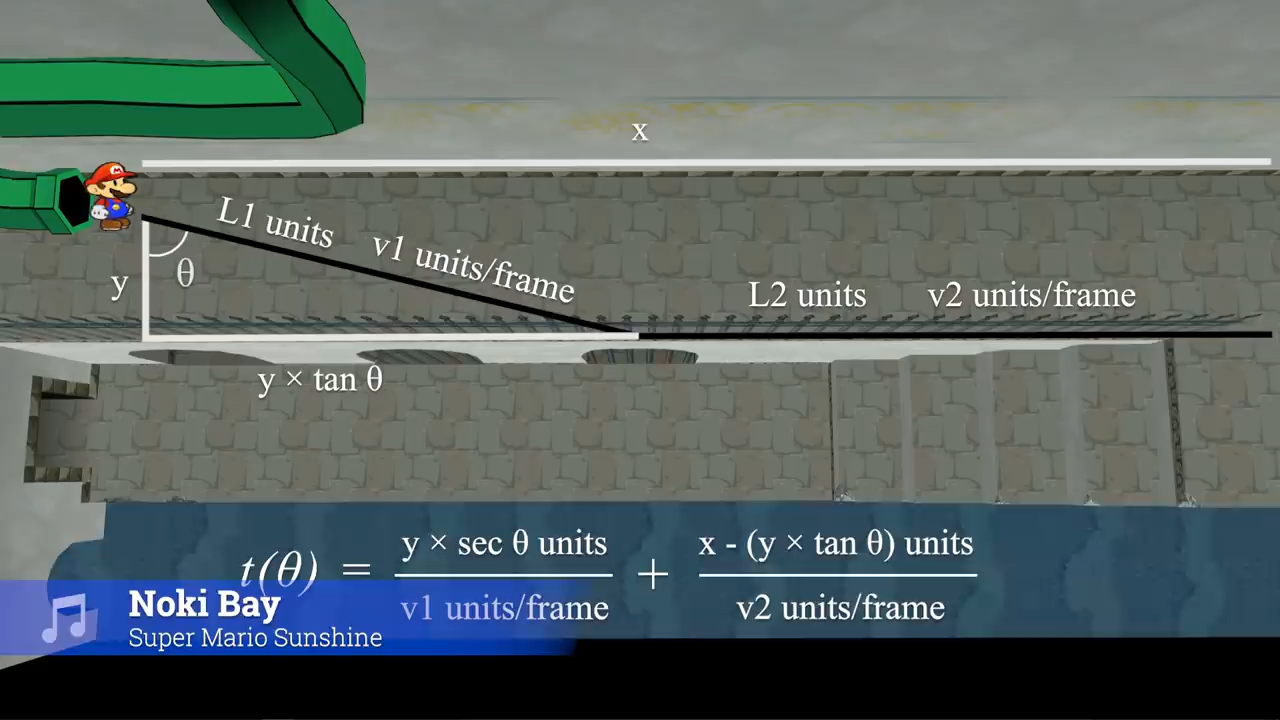 x
L1 units v1 units/frame
y
θ
L2 units v2 units/frame
y × tan θ
t(θ) = y × sec θ units / v1 units/frame + x - (y × tan θ) units / v2 units/frame
Noki Bay
Super Mario Sunshine
M